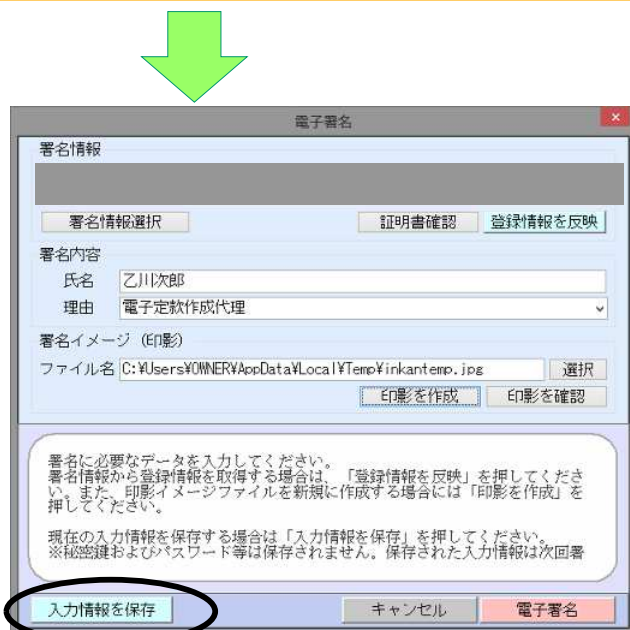 電子署名
署名情報
署名情報選択 証明書確認 登録情報を反映
署名内容
氏名 乙川次郎
理由 電子定款作成代理
署名イメージ (印影)
ファイル名 C:¥Users¥OWNER¥AppData¥Local¥Temp¥inkantemp.jpg 選択
印影を作成 印影を確認
署名に必要なデータを入力してください。
署名情報から登録情報を取得する場合は、「登録情報を反映」を押してくださ
い。また、印影イメージファイルを新規に作成する場合には「印影を作成」を
押してください。
現在の入力情報を保存する場合は「入力情報を保存」を押してください。
※秘密鍵およびパスワード等は保存されません。保存された入力情報は次回署
入力情報を保存 キャンセル 電子署名